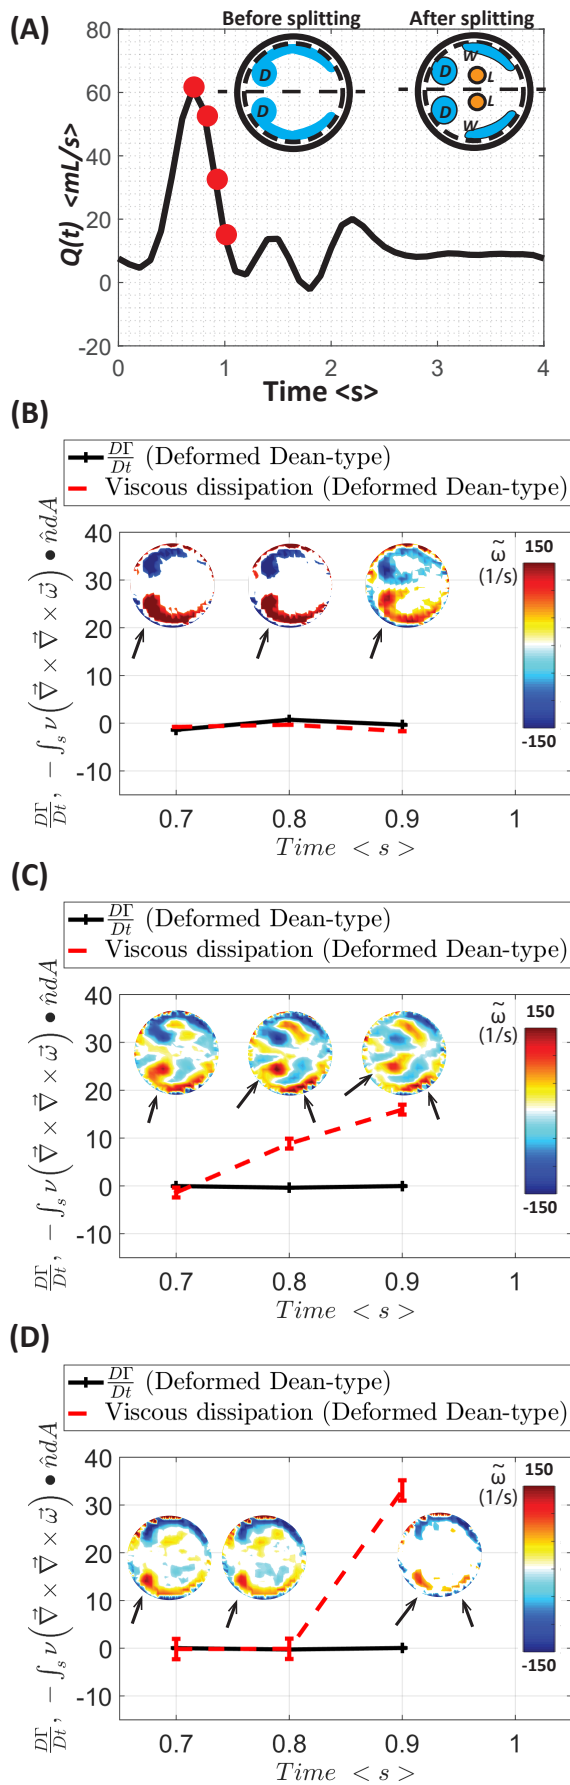 (A)
Before splitting
After splitting
D
D
W
D
L
L
D
W
80
60
40
20
0
-20
Q(t) <mL/s>
0
1
2
3
4
Time <s>
(B)
DΓ/Dt (Deformed Dean-type)
Viscous dissipation (Deformed Dean-type)
DΓ/Dt, − ∫ₛ ν(∇⃗ × ∇⃗ × ω⃗) • n̂dA
40
30
20
10
0
-10
ω̃
(1/s)
150
-150
0.7
0.8
0.9
1
Time < s >
(C)
DΓ/Dt (Deformed Dean-type)
Viscous dissipation (Deformed Dean-type)
DΓ/Dt, − ∫ₛ ν(∇⃗ × ∇⃗ × ω⃗) • n̂dA
40
30
20
10
0
-10
ω̃
(1/s)
150
-150
0.7
0.8
0.9
1
Time < s >
(D)
DΓ/Dt (Deformed Dean-type)
Viscous dissipation (Deformed Dean-type)
DΓ/Dt, − ∫ₛ ν(∇⃗ × ∇⃗ × ω⃗) • n̂dA
40
30
20
10
0
-10
ω̃
(1/s)
150
-150
0.7
0.8
0.9
1
Time < s >